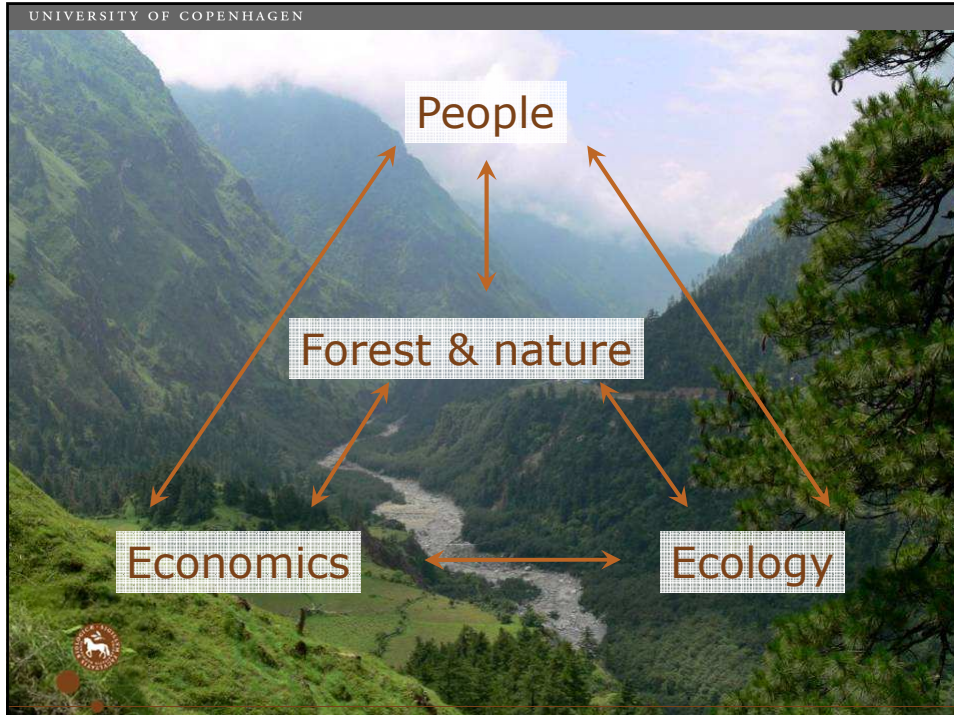 UNIVERSITY OF COPENHAGEN
People
Forest & nature
Economics
Ecology